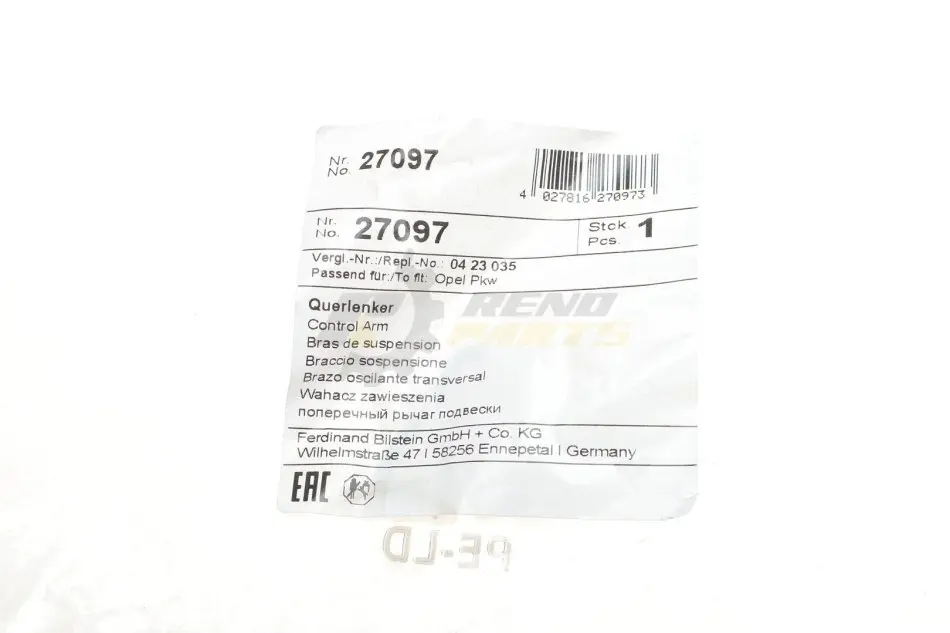 Nr.
No. 27097
4 027816 270973
Nr.
No. 27097
Stck.
Pcs. 1
Vergl.-Nr.:/Repl.-No.: 04 23 035
Passend für:/To fit: Opel Pkw
RENO
PARTS
Querlenker
Control Arm
Bras de suspension
Braccio sospensione
Brazo oscilante transversal
Wahacz zawieszenia
поперечный рычаг подвески
Ferdinand Bilstein GmbH + Co. KG
Wilhelmstraße 47 | 58256 Ennepetal | Germany
EAC
PE-LD